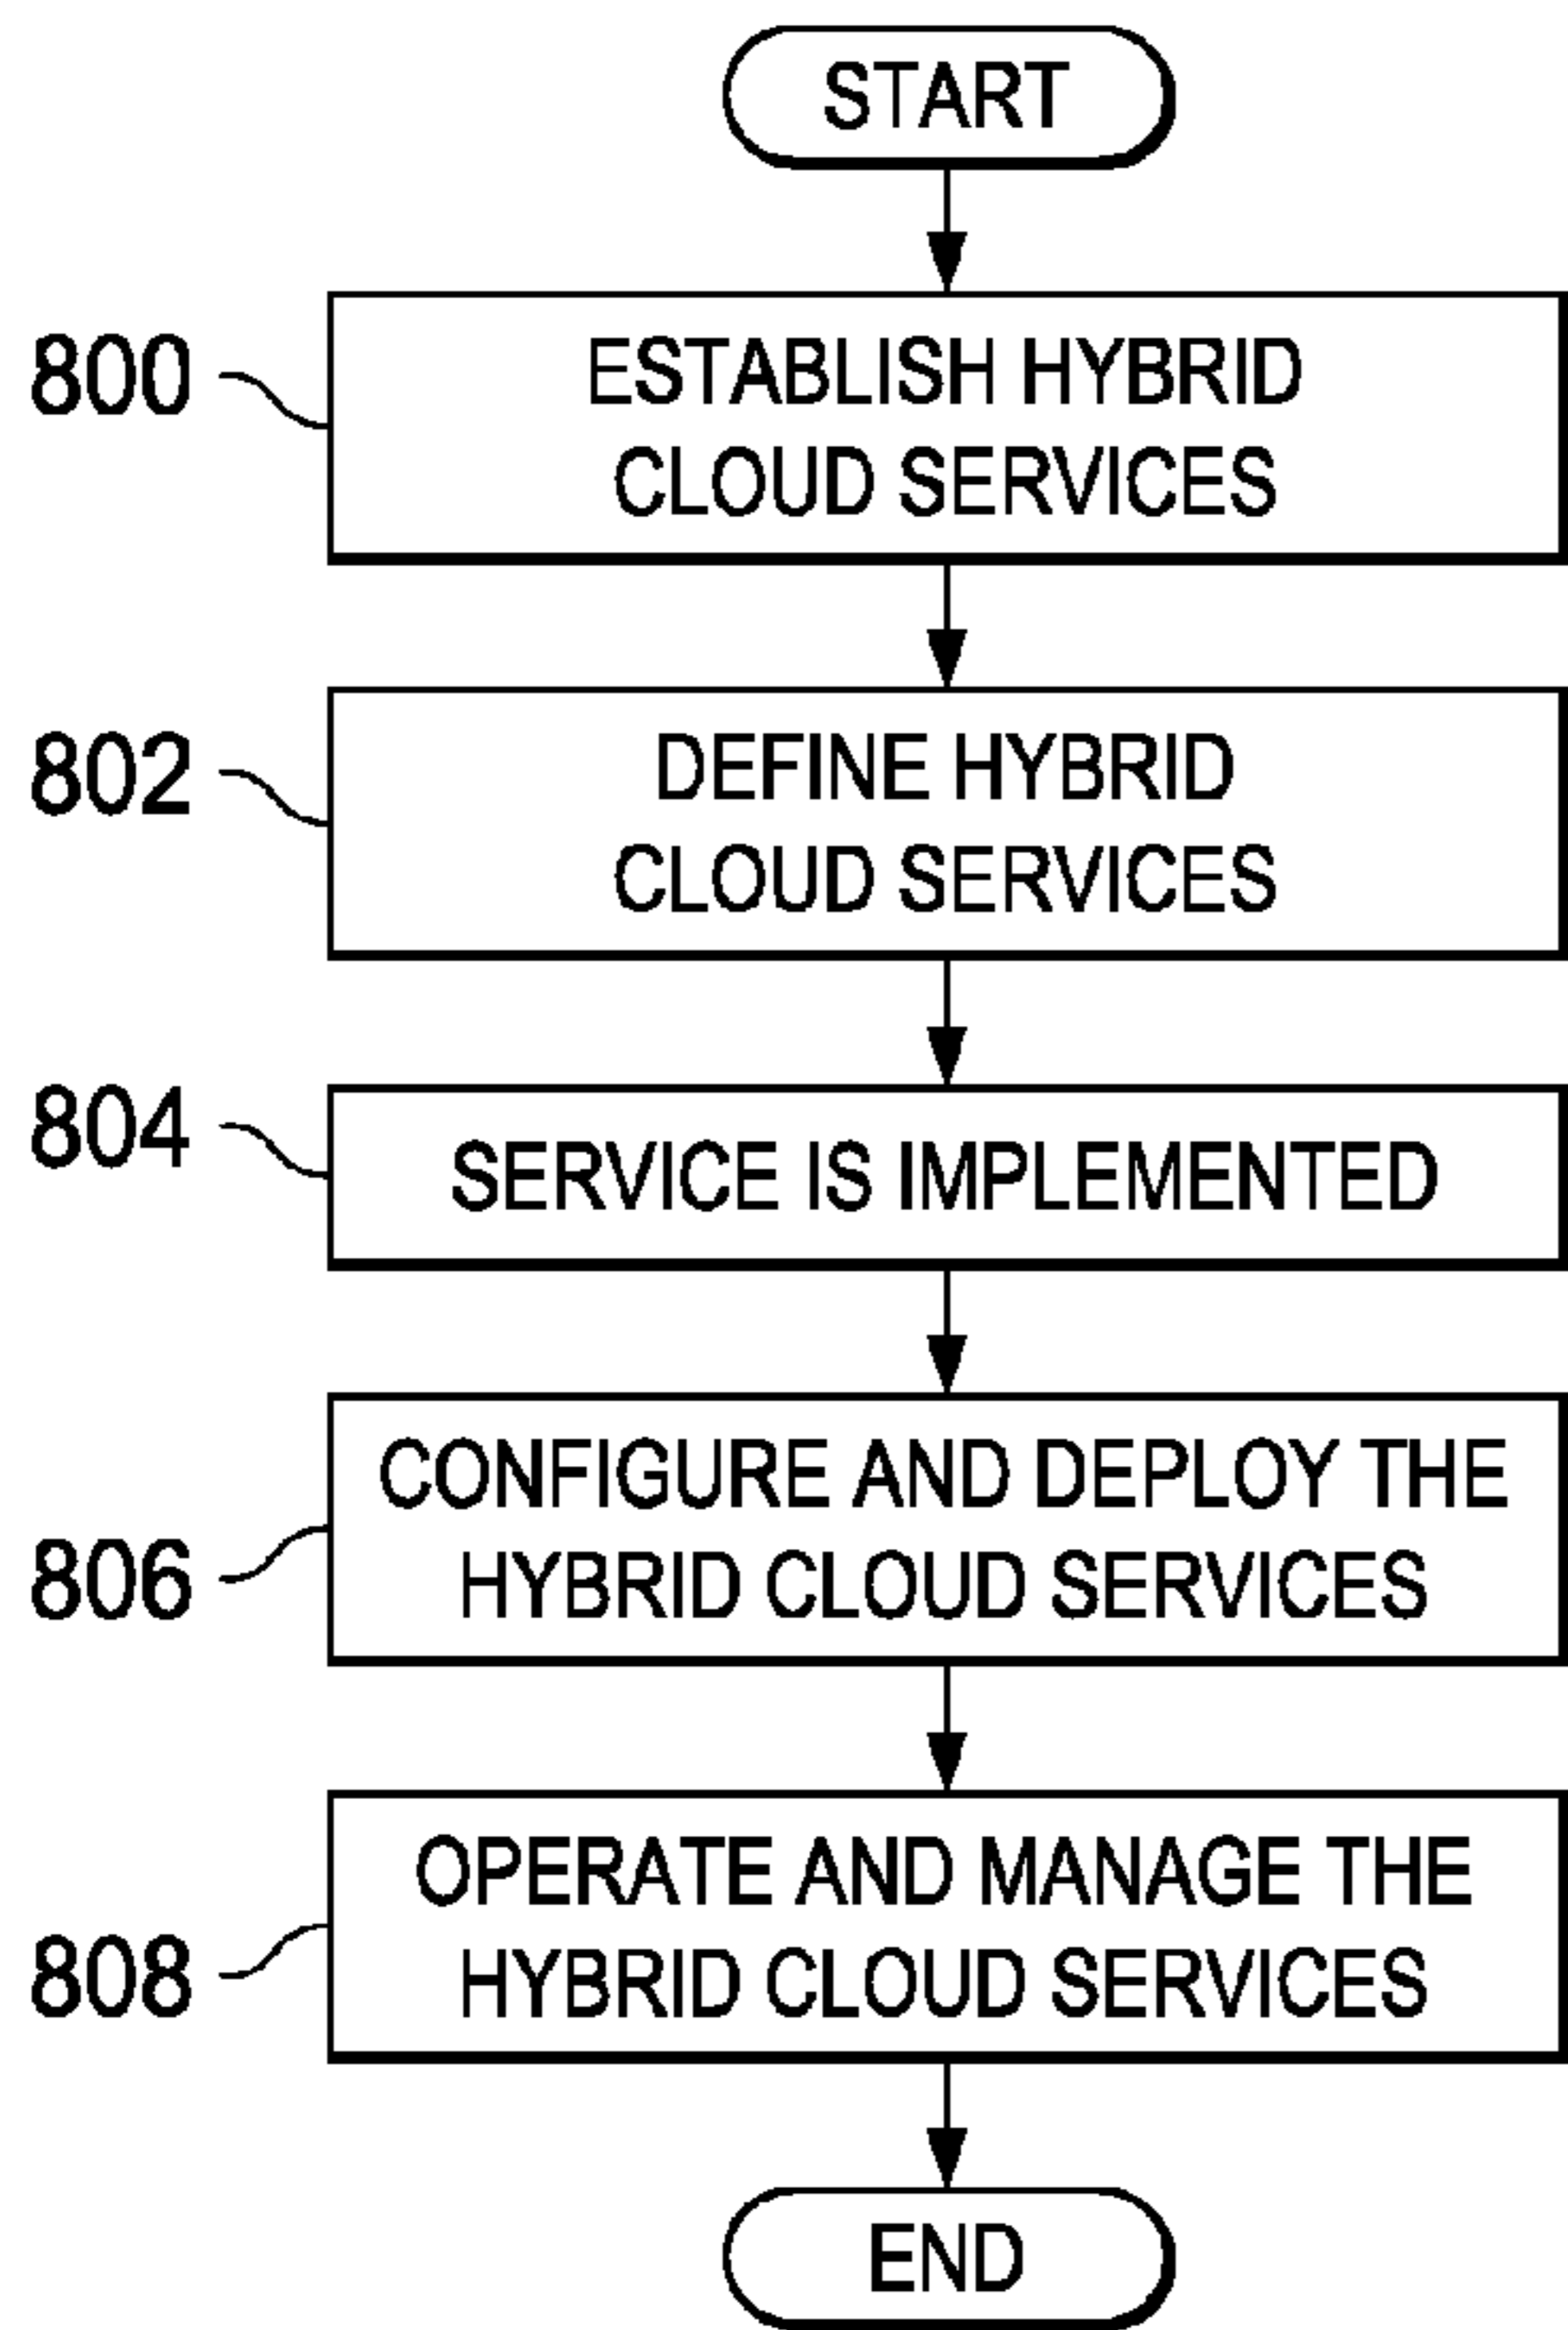 START
800
ESTABLISH HYBRID
CLOUD SERVICES
802
DEFINE HYBRID
CLOUD SERVICES
804
SERVICE IS IMPLEMENTED
806
CONFIGURE AND DEPLOY THE
HYBRID CLOUD SERVICES
808
OPERATE AND MANAGE THE
HYBRID CLOUD SERVICES
END